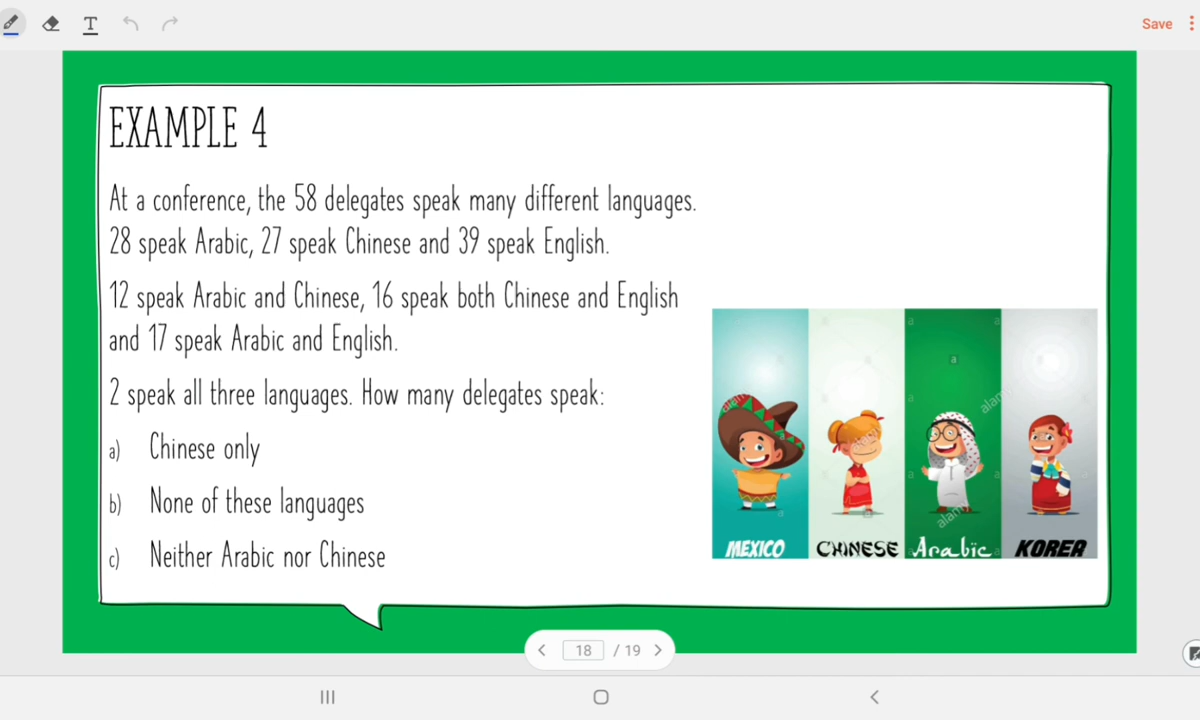 T
Save
EXAMPLE 4
At a conference, the 58 delegates speak many different languages.
28 speak Arabic, 27 speak Chinese and 39 speak English.
12 speak Arabic and Chinese, 16 speak both Chinese and English
and 17 speak Arabic and English.
2 speak all three languages. How many delegates speak:
a) Chinese only
b) None of these languages
c) Neither Arabic nor Chinese
MEXICO CHINESE Arabic KOREA
18 / 19